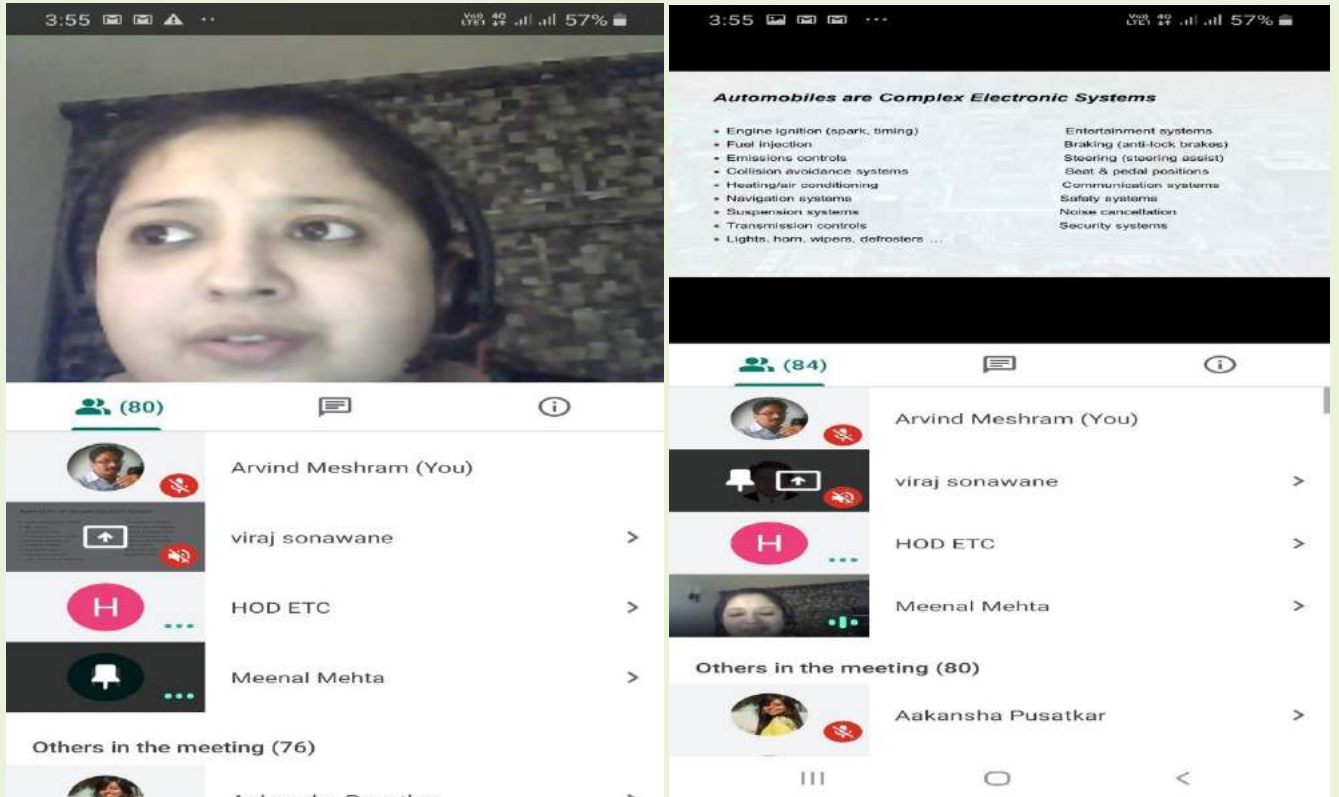 3:55
VoLTE1 4G 57%
(80)
Arvind Meshram (You)
viraj sonawane
H
HOD ETC
Meenal Mehta
Others in the meeting (76)
3:55
VoLTE1 4G 57%
Automobiles are Complex Electronic Systems
• Engine ignition (spark, timing)
• Fuel injection
• Emissions controls
• Collision avoidance systems
• Heating/air conditioning
• Navigation systems
• Suspension systems
• Transmission controls
• Lights, horn, wipers, defrosters ...
Entertainment systems
Braking (anti-lock brakes)
Steering (steering assist)
Seat & pedal positions
Communication systems
Safety systems
Noise cancellation
Security systems
(84)
Arvind Meshram (You)
viraj sonawane
H
HOD ETC
Meenal Mehta
Others in the meeting (80)
Aakansha Pusatkar